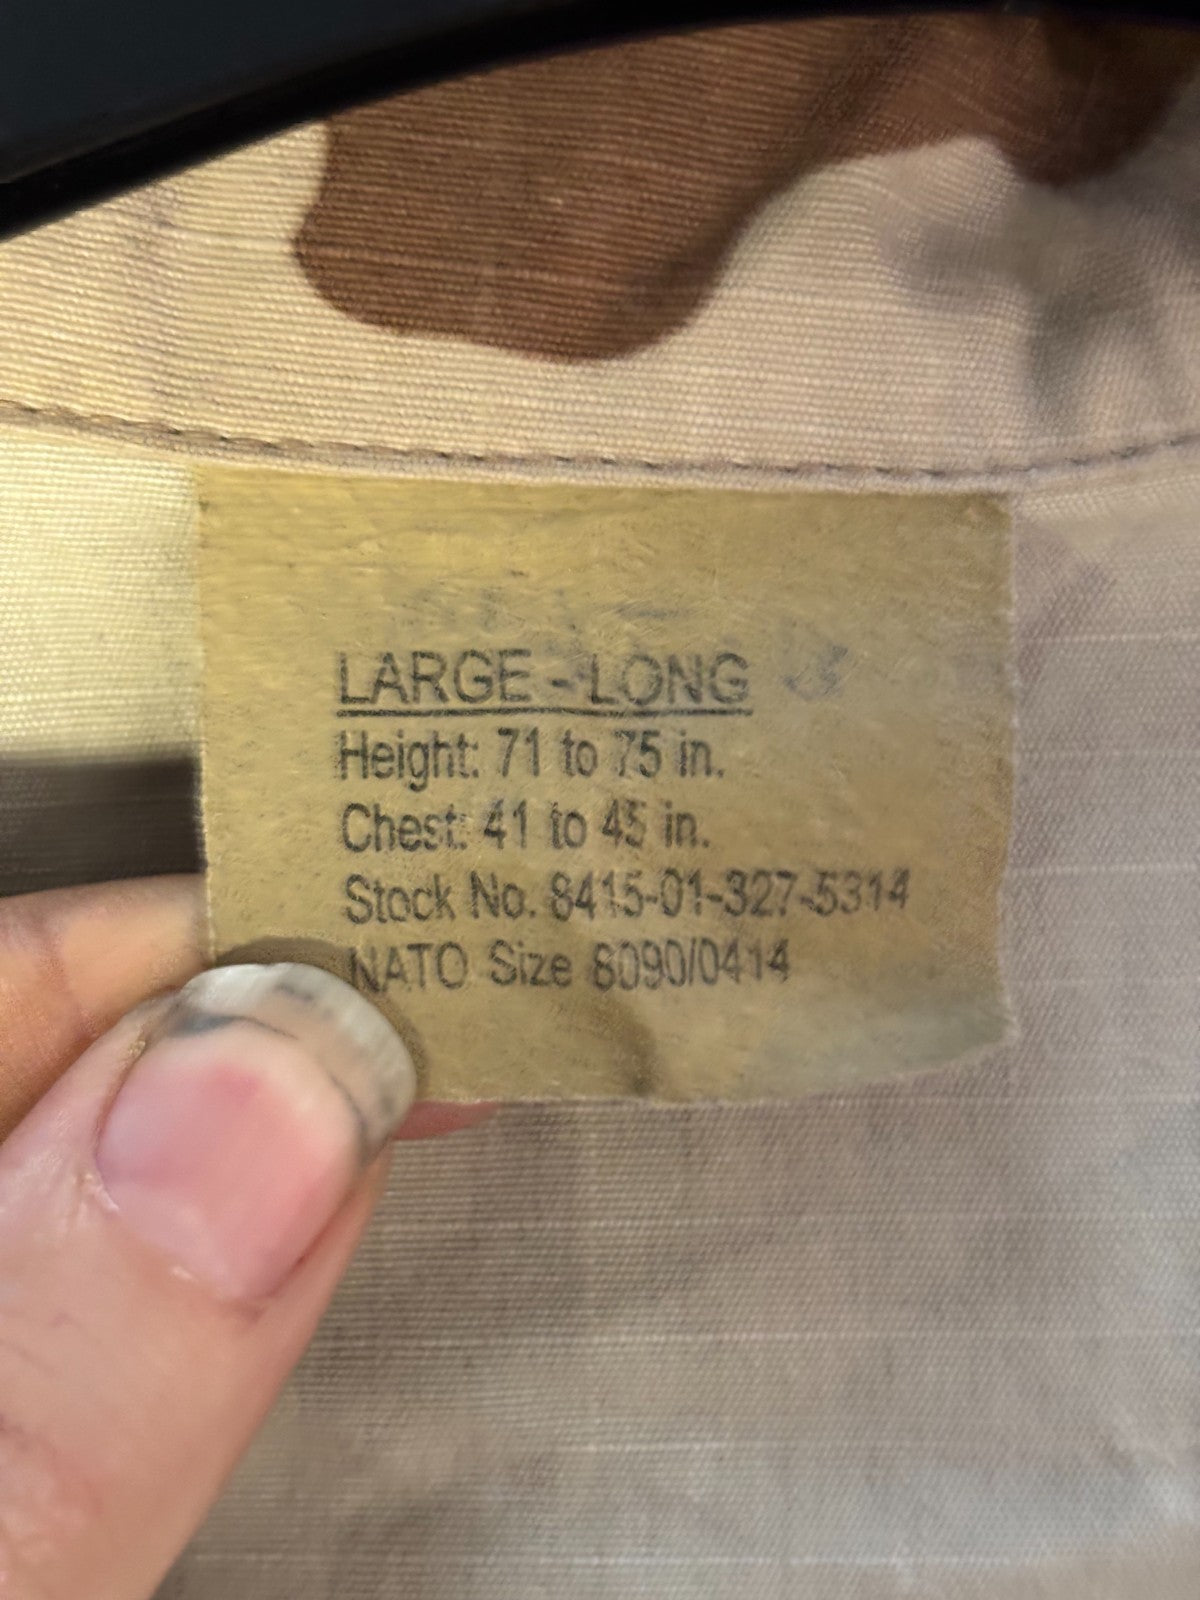 LARGE - LONG
Height: 71 to 75 in.
Chest: 41 to 45 in.
Stock No. 8415-01-327-5314
NATO Size 8090/0414